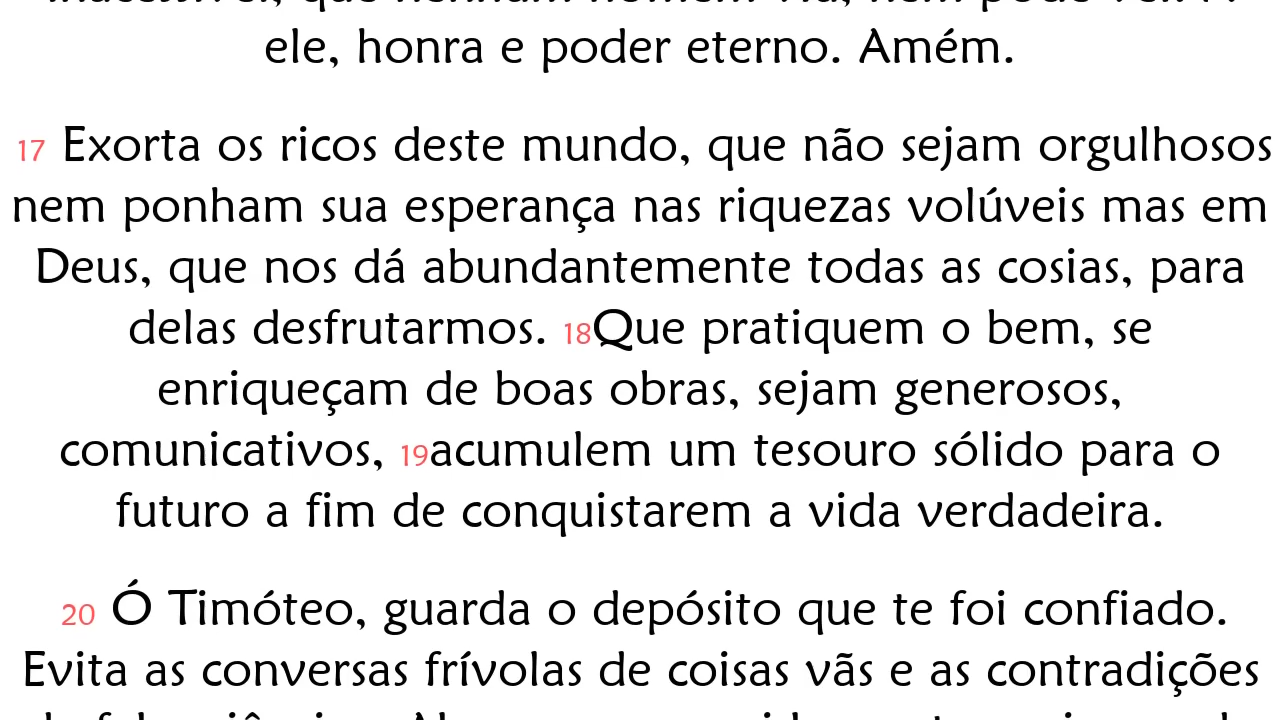 ele, honra e poder eterno. Amém.
17 Exorta os ricos deste mundo, que não sejam orgulhosos
nem ponham sua esperança nas riquezas volúveis mas em
Deus, que nos dá abundantemente todas as cosias, para
delas desfrutarmos. 18Que pratiquem o bem, se
enriqueçam de boas obras, sejam generosos,
comunicativos, 19acumulem um tesouro sólido para o
futuro a fim de conquistarem a vida verdadeira.
20 Ó Timóteo, guarda o depósito que te foi confiado.
Evita as conversas frívolas de coisas vãs e as contradições